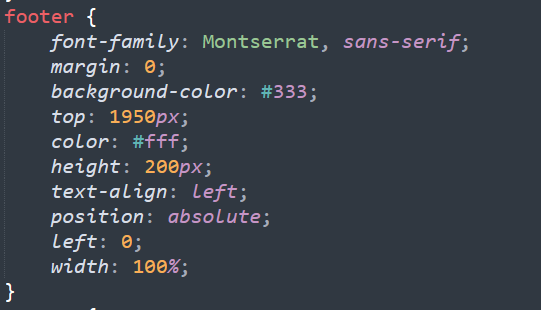 footer {
font-family: Montserrat, sans-serif;
margin: 0;
background-color: #333;
top: 1950px;
color: #fff;
height: 200px;
text-align: left;
position: absolute;
left: 0;
width: 100%;
}